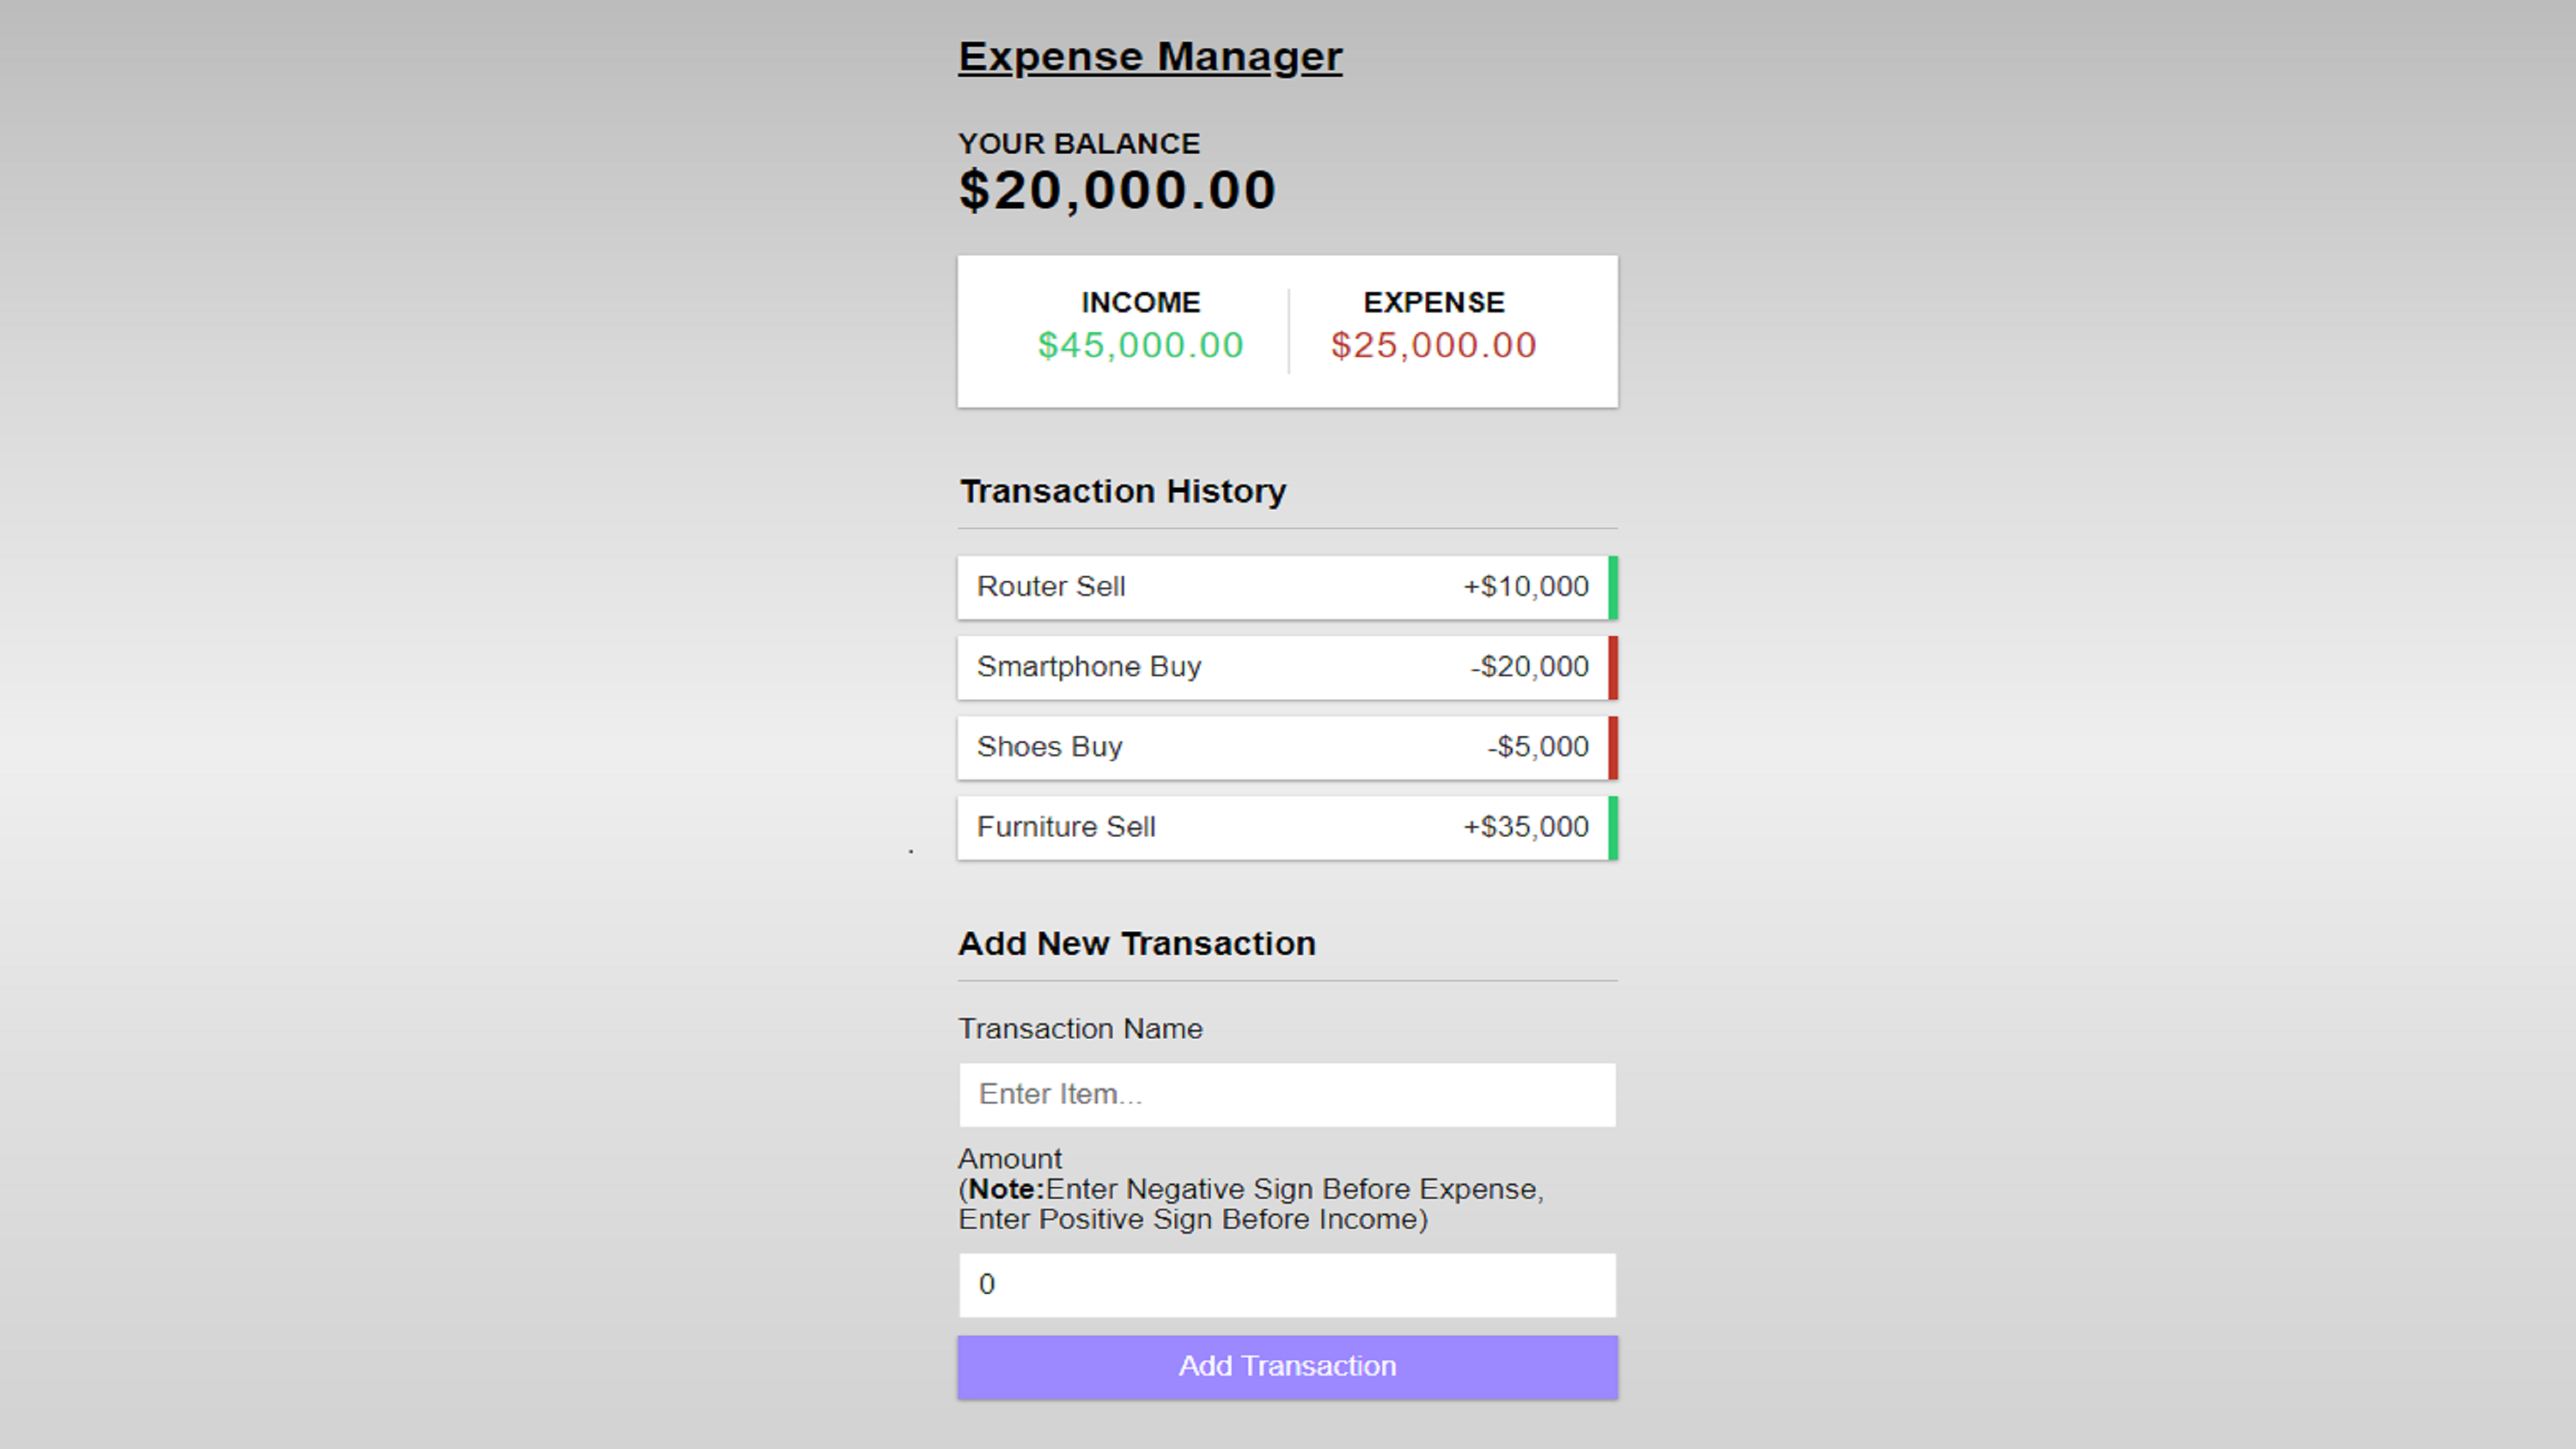 Expense Manager
YOUR BALANCE
$20,000.00
INCOME EXPENSE
$45,000.00 $25,000.00
Transaction History
Router Sell +$10,000
Smartphone Buy -$20,000
Shoes Buy -$5,000
Furniture Sell +$35,000
Add New Transaction
Transaction Name
Enter Item...
Amount
(Note:Enter Negative Sign Before Expense,
Enter Positive Sign Before Income)
0
Add Transaction